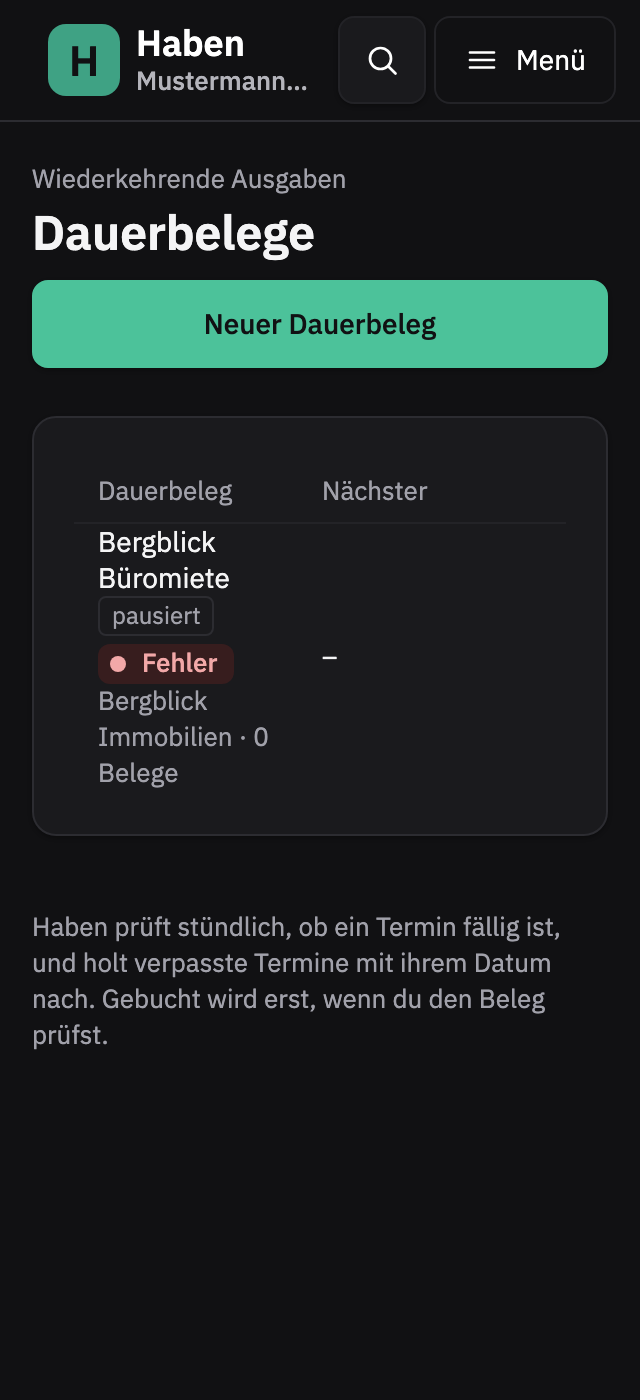 H
Haben
Mustermann...
Menü
Wiederkehrende Ausgaben
Dauerbelege
Neuer Dauerbeleg
Dauerbeleg Nächster
Bergblick
Büromiete
pausiert
Fehler
–
Bergblick
Immobilien · 0
Belege
Haben prüft stündlich, ob ein Termin fällig ist,
und holt verpasste Termine mit ihrem Datum
nach. Gebucht wird erst, wenn du den Beleg
prüfst.